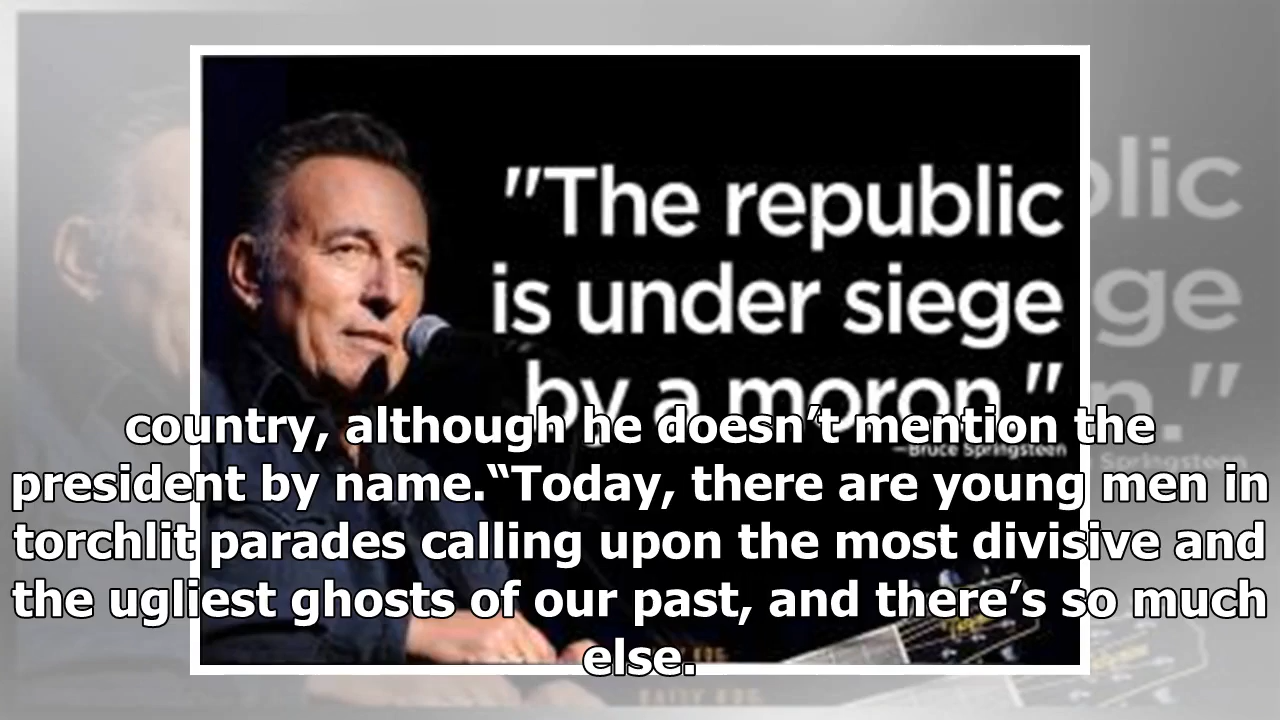 "The republic
is under siege
by a moron."
—Bruce Springsteen
country, although he doesn’t mention the
president by name.“Today, there are young men in
torchlit parades calling upon the most divisive and
the ugliest ghosts of our past, and there’s so much
else.